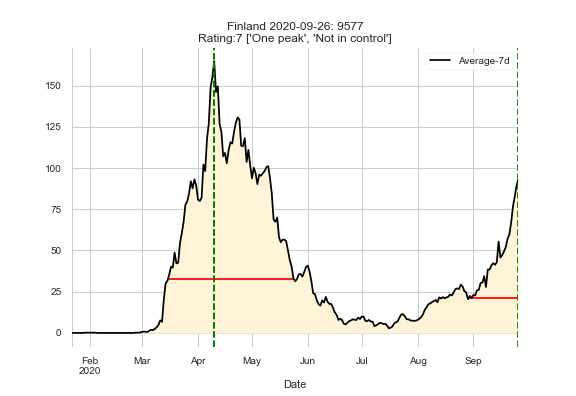 Finland 2020-09-26: 9577
Rating:7 ['One peak', 'Not in control']
Average-7d
150
125
100
75
50
25
0
Feb Mar Apr May Jun Jul Aug Sep
2020
Date